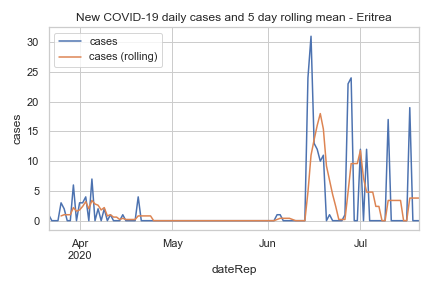 New COVID-19 daily cases and 5 day rolling mean - Eritrea
cases
cases (rolling)
30
25
20
15
10
5
0
cases
Apr
2020
May
Jun
Jul
dateRep